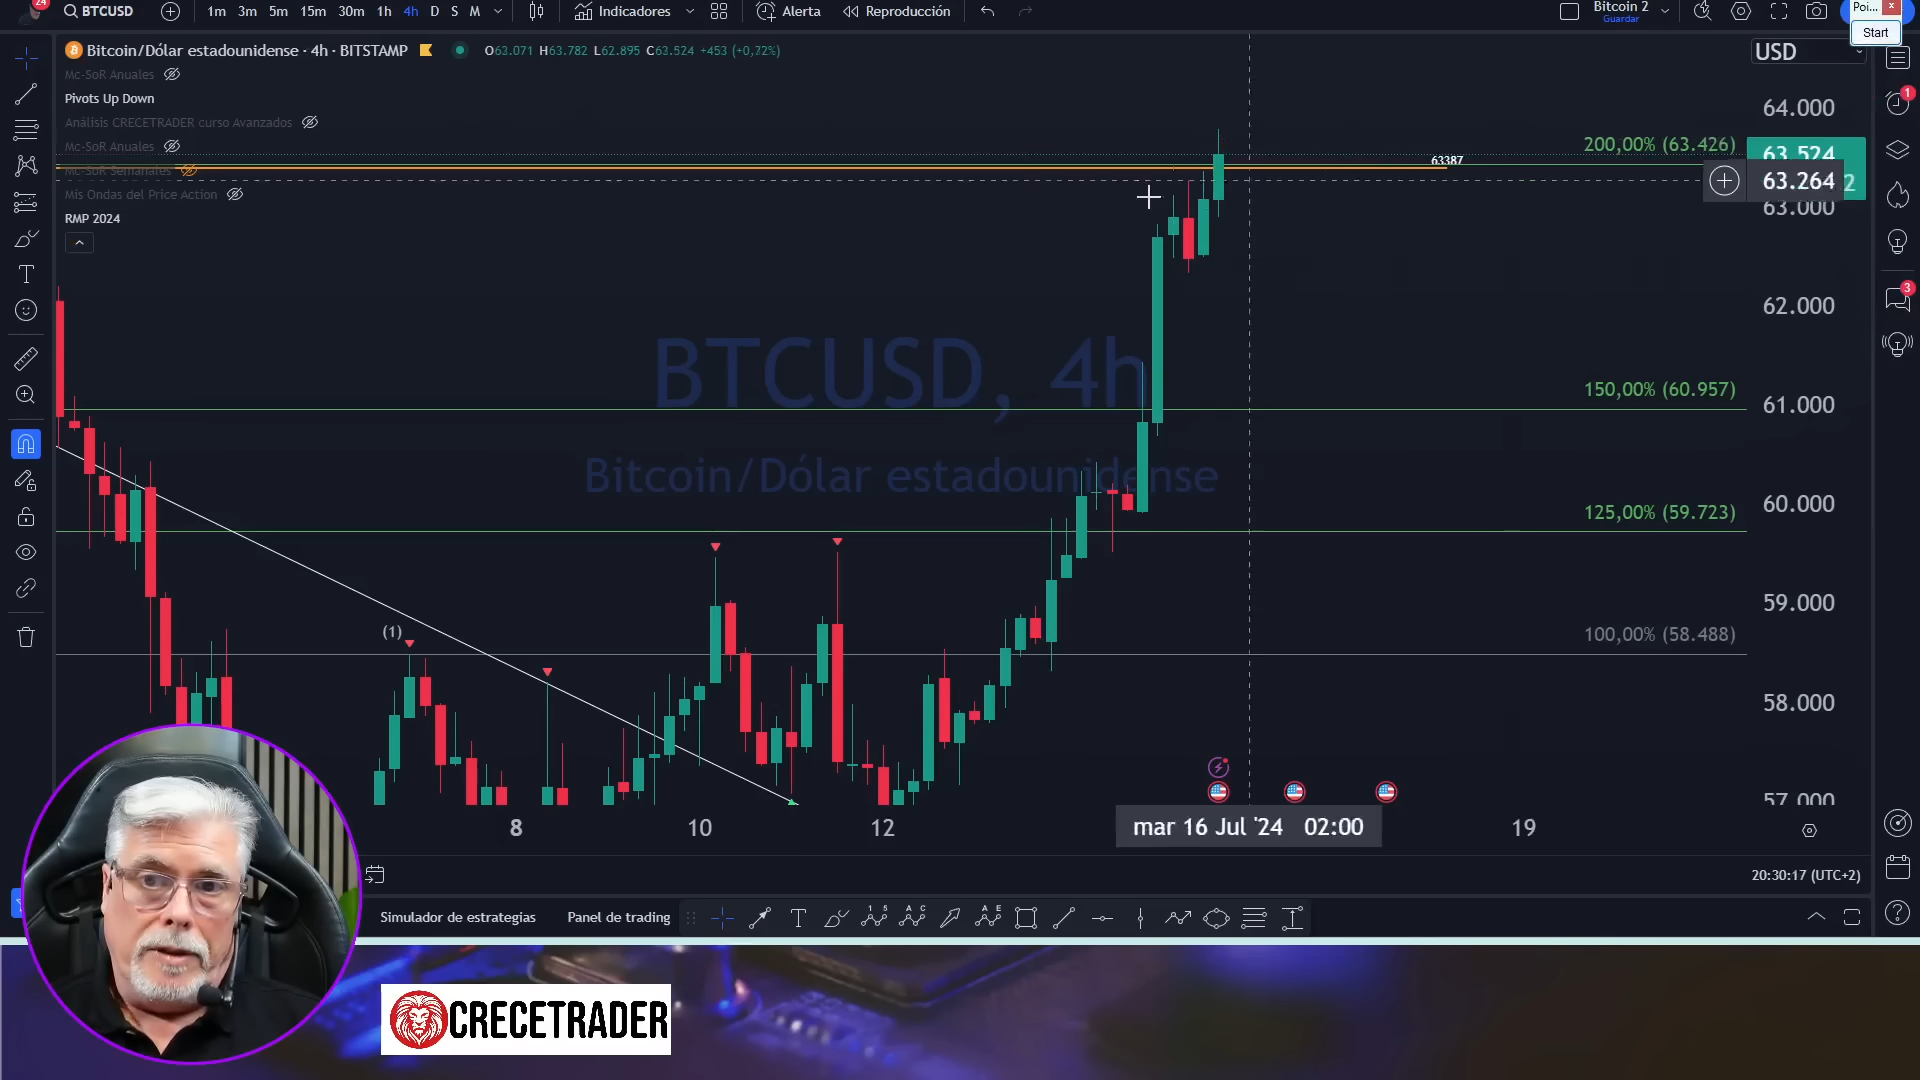 24
BTCUSD
1m 3m 5m 15m 30m 1h 4h D S M
Indicadores
Alerta
Reproducción
Bitcoin 2
Guardar
Poi...
Start
Bitcoin/Dólar estadounidense · 4h · BITSTAMP
O63.071 H63.782 L62.895 C63.524 +453 (+0,72%)
USD
Mc-SoR Anuales
Pivots Up Down
Análisis CRECETRADER curso Avanzados
Mc-SoR Anuales
Mc-SoR Semanales
Mis Ondas del Price Action
RMP 2024
64.000
200,00% (63.426)
63387
63.524
63.264
63.000
62.000
BTCUSD, 4h
150,00% (60.957)
61.000
Bitcoin/Dólar estadounidense
125,00% (59.723)
60.000
59.000
(1)
100,00% (58.488)
58.000
57.000
8
10
12
mar 16 Jul '24 02:00
19
20:30:17 (UTC+2)
Simulador de estrategias
Panel de trading
CRECETRADER
1
3